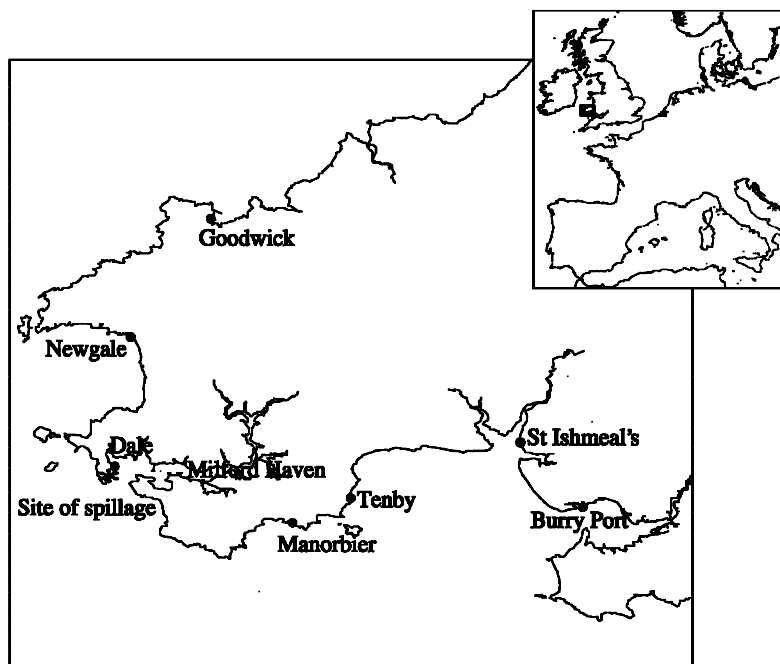 Goodwick
Newgale
Dale
Milford Haven
St Ishmeal's
Site of spillage
Tenby
Burry Port
Manorbier